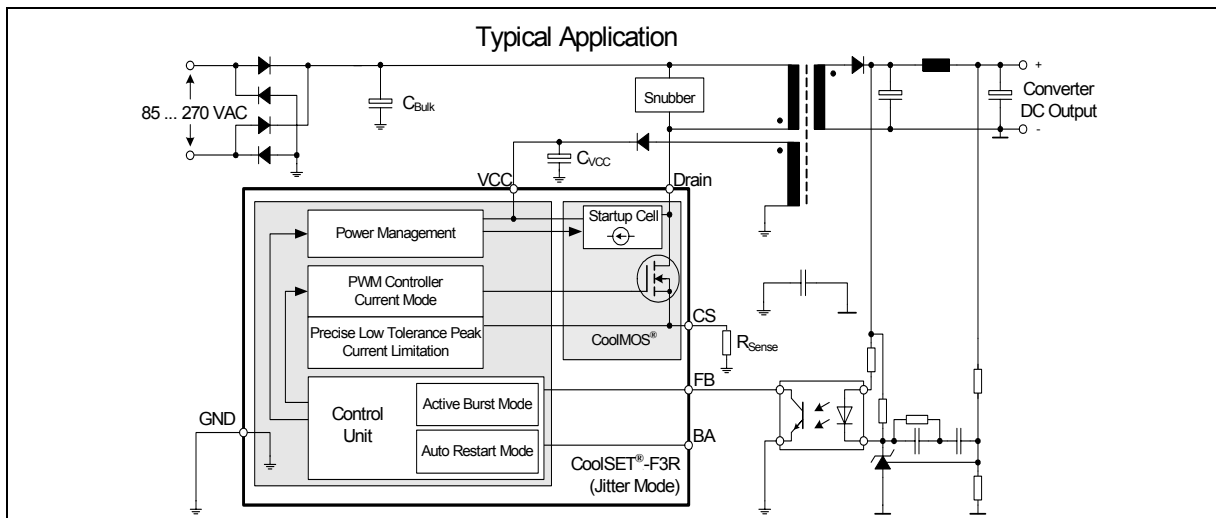 Typical Application
+
Snubber
Converter
DC Output
-
85 ... 270 VAC
CBulk
CVCC
VCC
Drain
Power Management
Startup Cell
PWM Controller
Current Mode
Precise Low Tolerance Peak
Current Limitation
CoolMOS®
CS
RSense
FB
Control
Unit
Active Burst Mode
GND
BA
Auto Restart Mode
CoolSET®-F3R
(Jitter Mode)